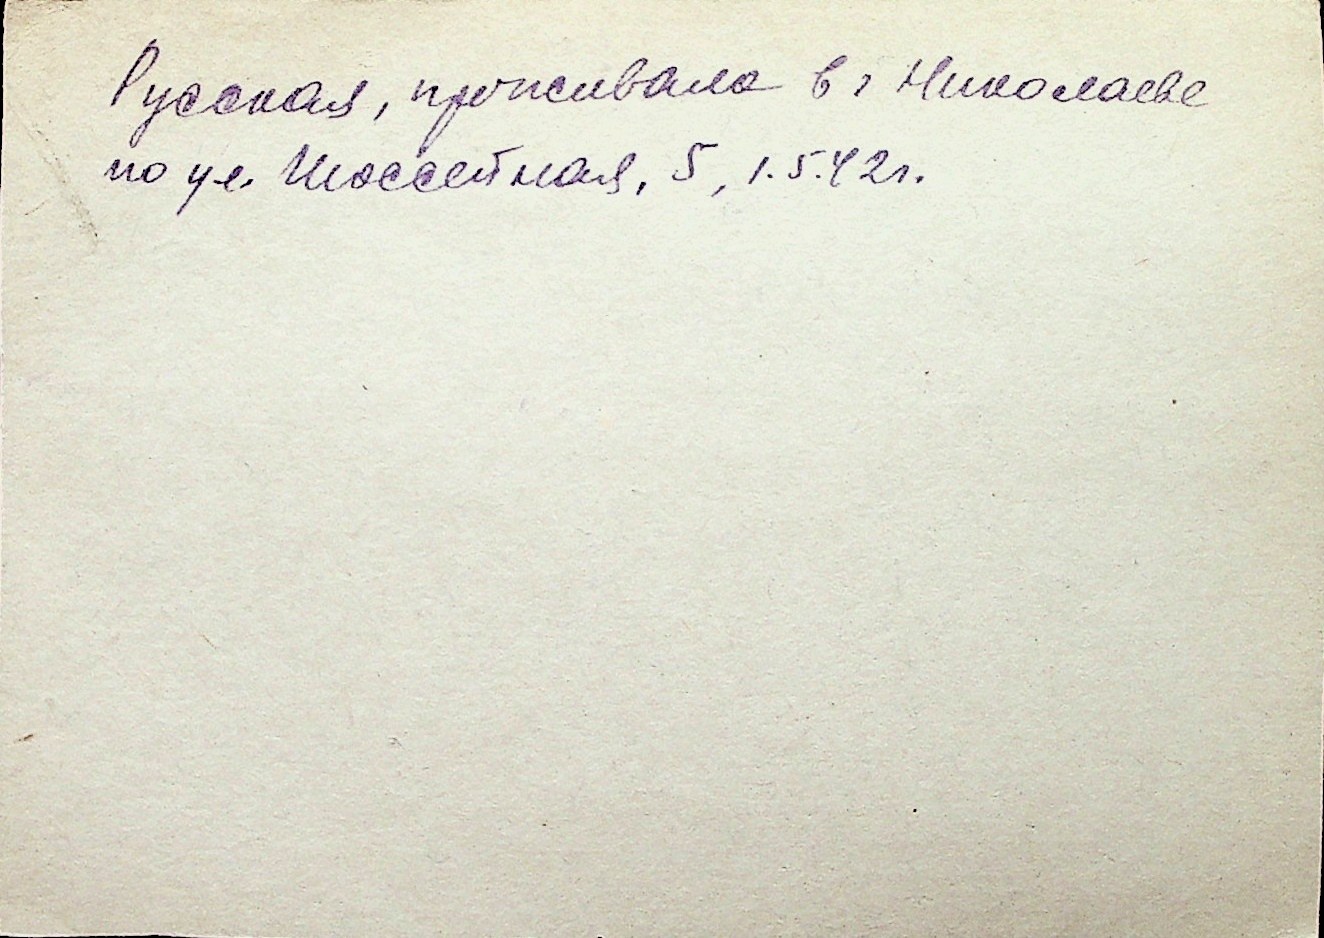 Русская, проживала в г Николаеве
по ул. Шоссейная, 5, 1.5.42г.